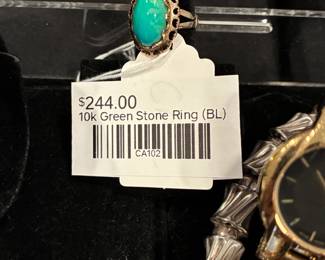 $244.00
10k Green Stone Ring (BL)
CA102